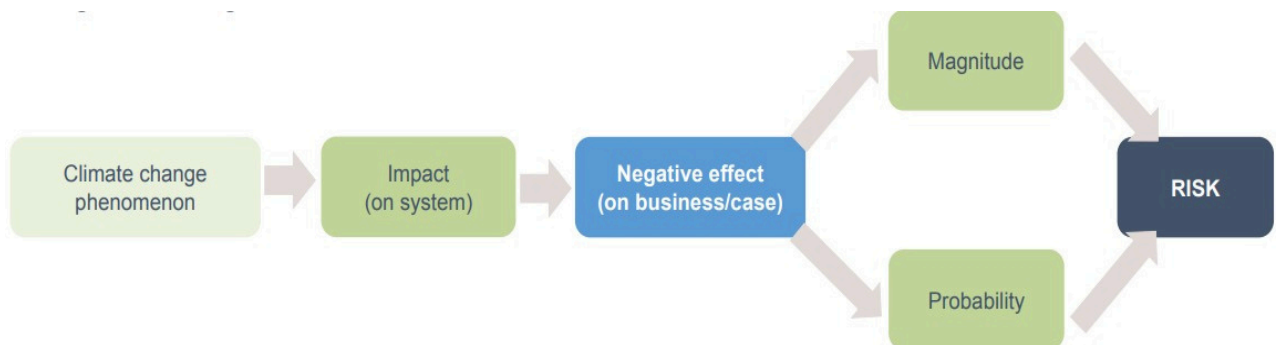 Climate change
phenomenon
Impact
(on system)
Negative effect
(on business/case)
Magnitude
Probability
RISK